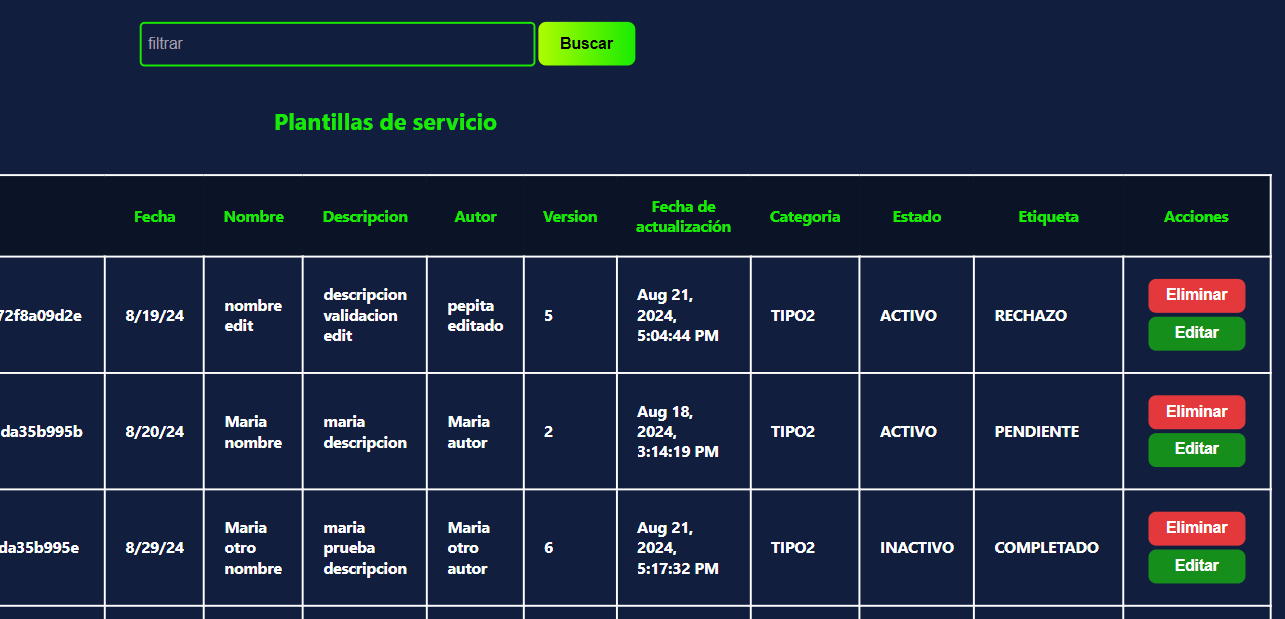 filtrar
Buscar
Plantillas de servicio
Fecha
Nombre
Descripcion
Autor
Version
Fecha de
actualización
Categoria
Estado
Etiqueta
Acciones
72f8a09d2e
8/19/24
nombre
edit
descripcion
validacion
edit
pepita
editado
5
Aug 21,
2024,
5:04:44 PM
TIPO2
ACTIVO
RECHAZO
Eliminar
Editar
da35b995b
8/20/24
Maria
nombre
maria
descripcion
Maria
autor
2
Aug 18,
2024,
3:14:19 PM
TIPO2
ACTIVO
PENDIENTE
Eliminar
Editar
da35b995e
8/29/24
Maria
otro
nombre
maria
prueba
descripcion
Maria
otro
autor
6
Aug 21,
2024,
5:17:32 PM
TIPO2
INACTIVO
COMPLETADO
Eliminar
Editar